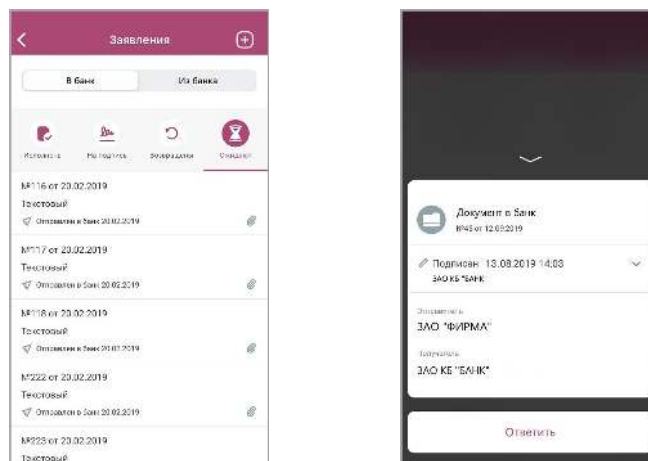 Заявления
В банк
Из банка
Исполнить
На подпись
Возвращены
Ожидают
№116 от 20.02.2019
Текстовый
Отправлен в банк 20.02.2019
№117 от 20.02.2019
Текстовый
Отправлен в банк 20.02.2019
№118 от 20.02.2019
Текстовый
Отправлен в банк 20.02.2019
№222 от 20.02.2019
Текстовый
Отправлен в банк 20.02.2019
№223 от 20.02.2019
Текстовый
Документ в банк
№45 от 12.09.2019
Подписан 13.08.2019 14:03
ЗАО КБ "БАНК"
Отправитель
ЗАО "ФИРМА"
Получатель
ЗАО КБ "БАНК"
Ответить